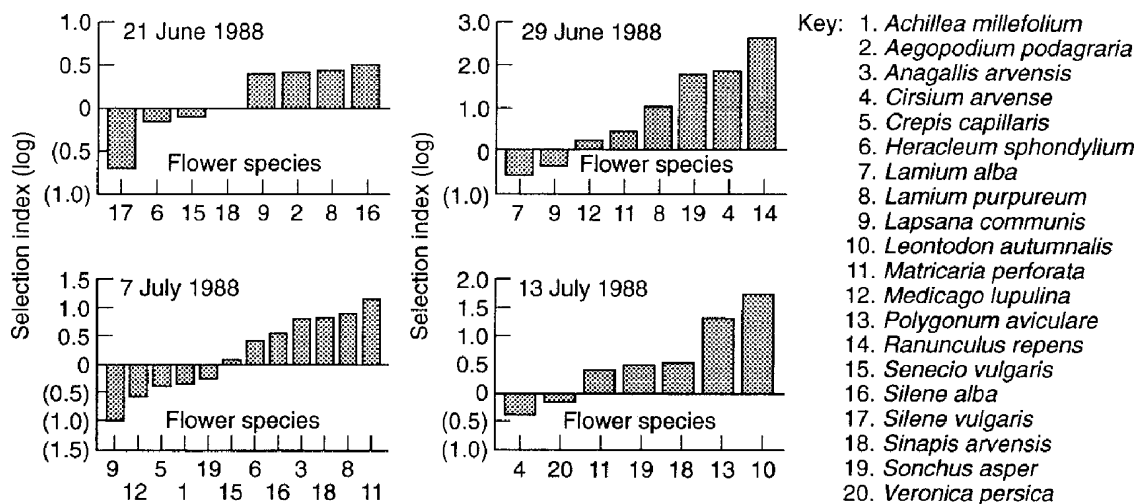 21 June 1988
1.0
0.5
0
(0.5)
(1.0)
Selection index (log)
Flower species
17 6 15 18 9 2 8 16
29 June 1988
3.0
2.0
1.0
0
(1.0)
Selection index (log)
Flower species
7 9 12 11 8 19 4 14
7 July 1988
1.5
1.0
0.5
0
(0.5)
(1.0)
(1.5)
Selection index (log)
Flower species
9 5 19 6 3 8
12 1 15 16 18 11
13 July 1988
2.0
1.5
1.0
0.5
0
(0.5)
(1.0)
Flower species
4 20 11 19 18 13 10
Key: 1. Achillea millefolium
2. Aegopodium podagraria
3. Anagallis arvensis
4. Cirsium arvense
5. Crepis capillaris
6. Heracleum sphondylium
7. Lamium alba
8. Lamium purpureum
9. Lapsana communis
10. Leontodon autumnalis
11. Matricaria perforata
12. Medicago lupulina
13. Polygonum aviculare
14. Ranunculus repens
15. Senecio vulgaris
16. Silene alba
17. Silene vulgaris
18. Sinapis arvensis
19. Sonchus asper
20. Veronica persica